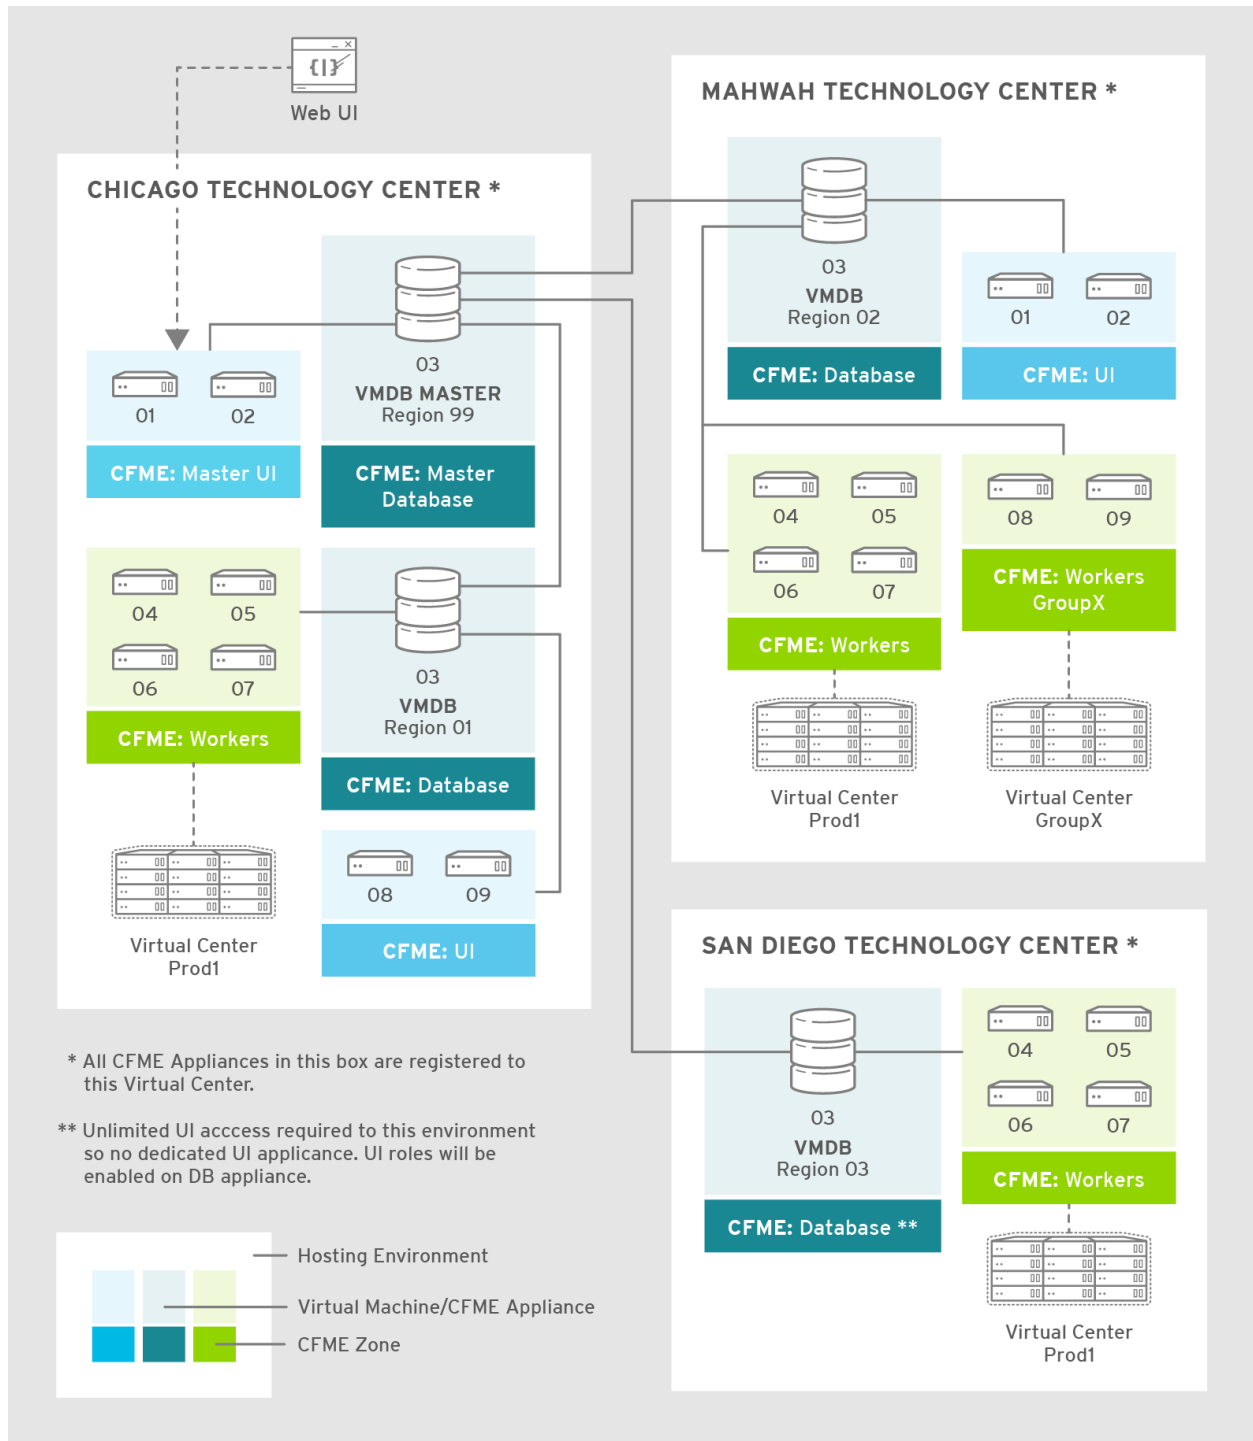 Web UI
CHICAGO TECHNOLOGY CENTER *
03
VMDB MASTER
Region 99
01
02
CFME: Master UI
CFME: Master
Database
04
05
06
07
CFME: Workers
03
VMDB
Region 01
CFME: Database
08
09
CFME: UI
Virtual Center
Prod1
MAHWAH TECHNOLOGY CENTER *
03
VMDB
Region 02
CFME: Database
01
02
CFME: UI
04
05
06
07
CFME: Workers
08
09
CFME: Workers
GroupX
Virtual Center
Prod1
Virtual Center
GroupX
SAN DIEGO TECHNOLOGY CENTER *
03
VMDB
Region 03
CFME: Database **
04
05
06
07
CFME: Workers
Virtual Center
Prod1
* All CFME Appliances in this box are registered to
this Virtual Center.
** Unlimited UI acccess required to this environment
so no dedicated UI applicance. UI roles will be
enabled on DB appliance.
Hosting Environment
Virtual Machine/CFME Appliance
CFME Zone